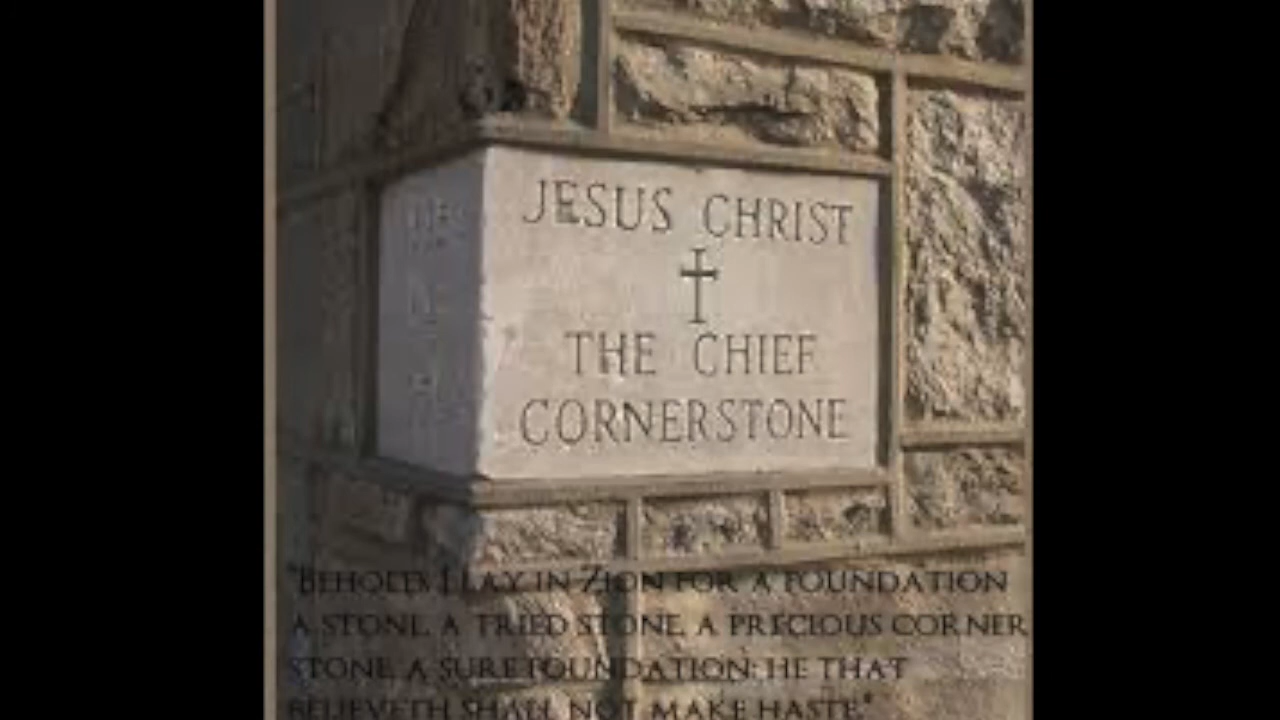 JESUS CHRIST
THE CHIEF
CORNERSTONE
"BEHOLD, I LAY IN ZION FOR A FOUNDATION
A STONE, A TRIED STONE, A PRECIOUS CORNER
STONE, A SURE FOUNDATION: HE THAT
BELIEVETH SHALL NOT MAKE HASTE."